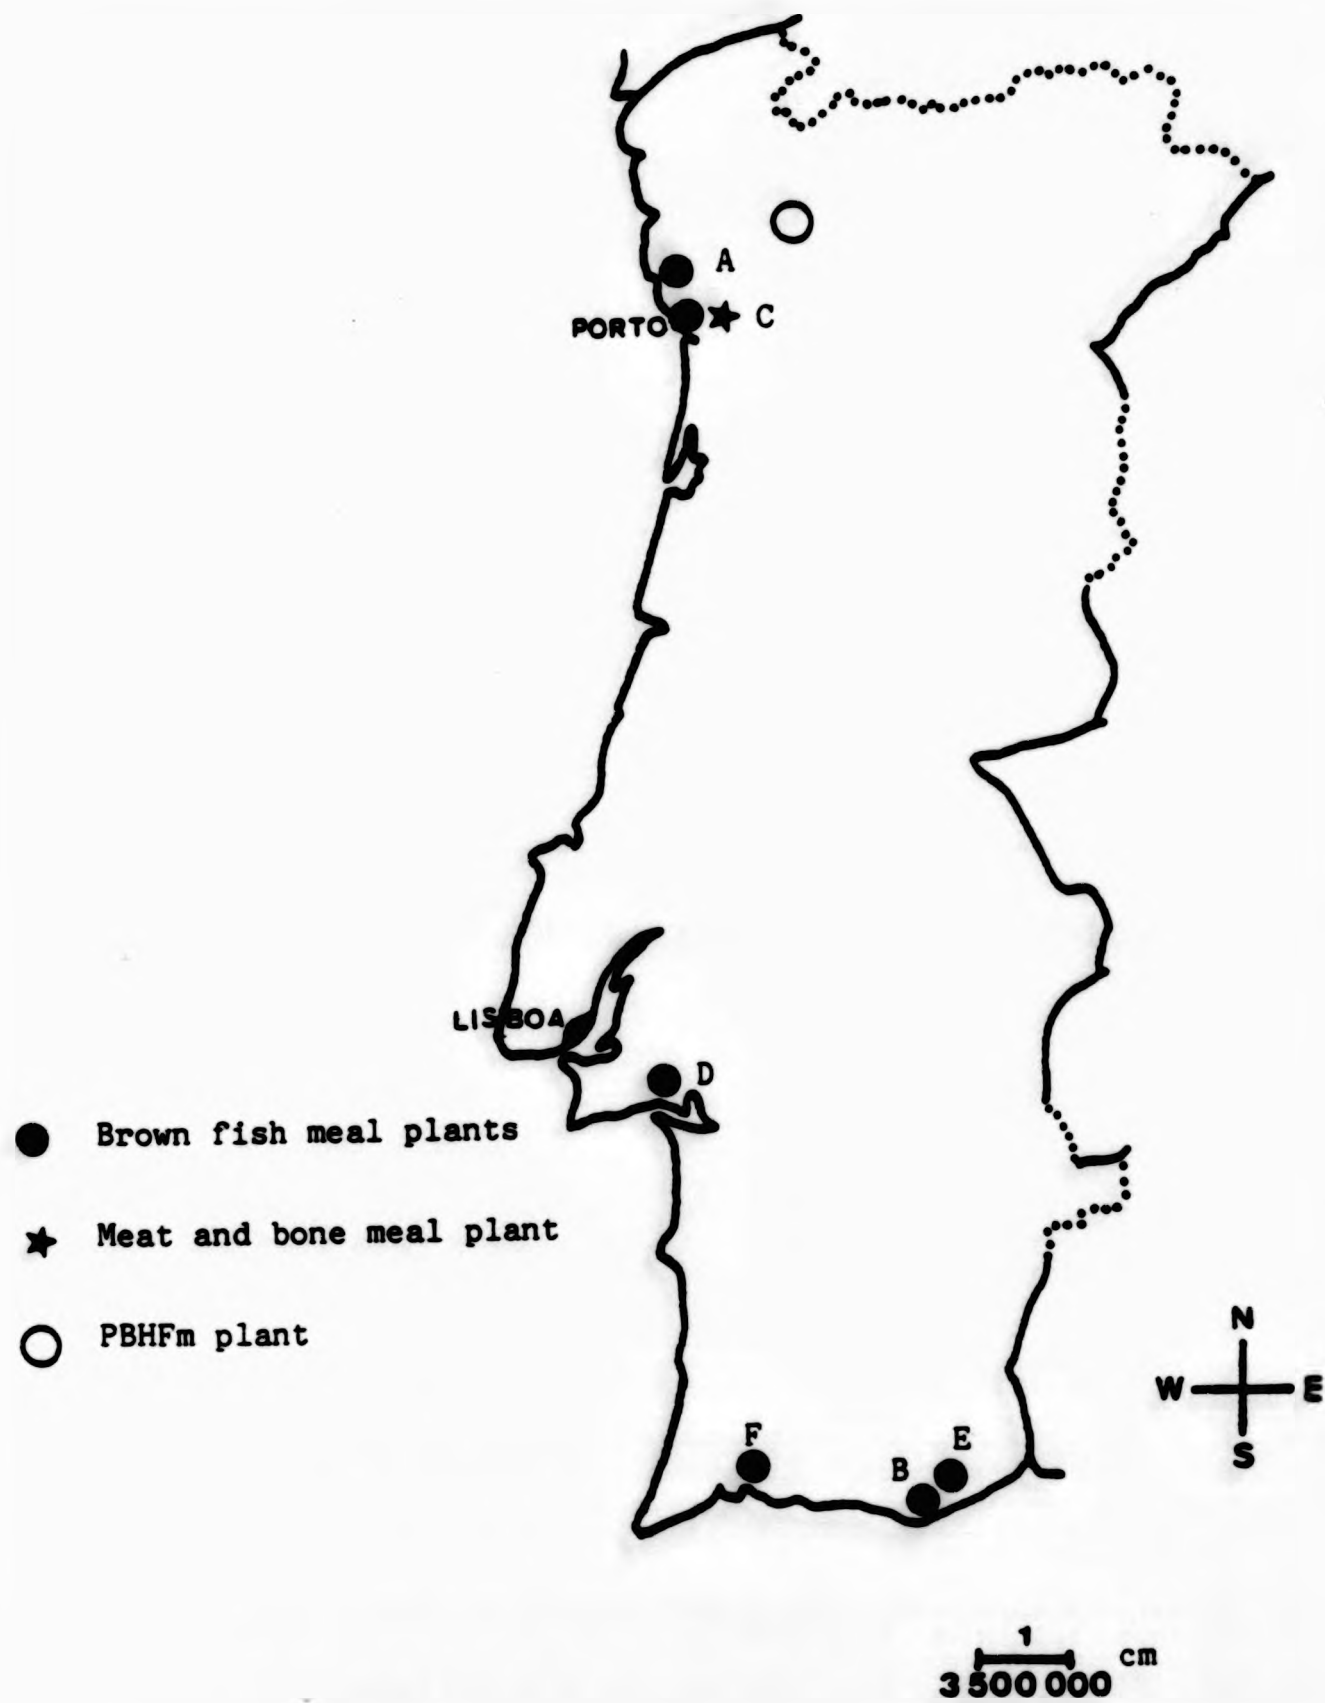 A
PORTO
C
LISBOA
D
Brown fish meal plants
Meat and bone meal plant
PBHFm plant
N
W E
S
F
E
B
1
cm
3 500 000